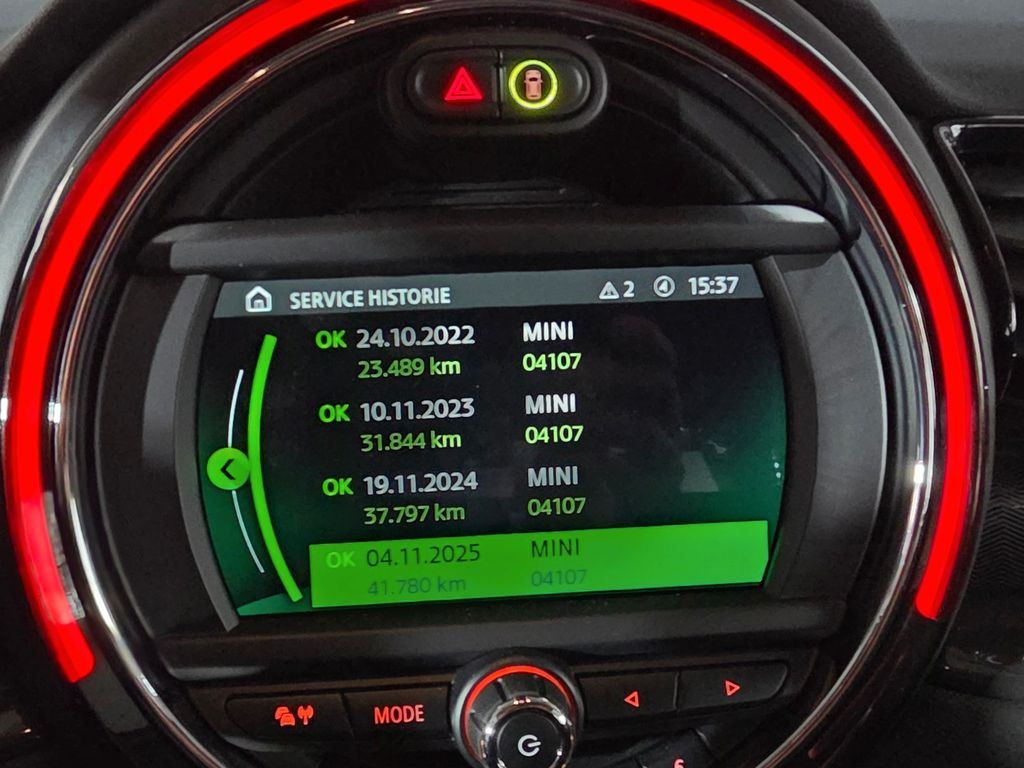 SERVICE HISTORIE 2 15:37
OK 24.10.2022 MINI
23.489 km 04107
OK 10.11.2023 MINI
31.844 km 04107
OK 19.11.2024 MINI
37.797 km 04107
OK 04.11.2025 MINI
41.780 km 04107
MODE
6